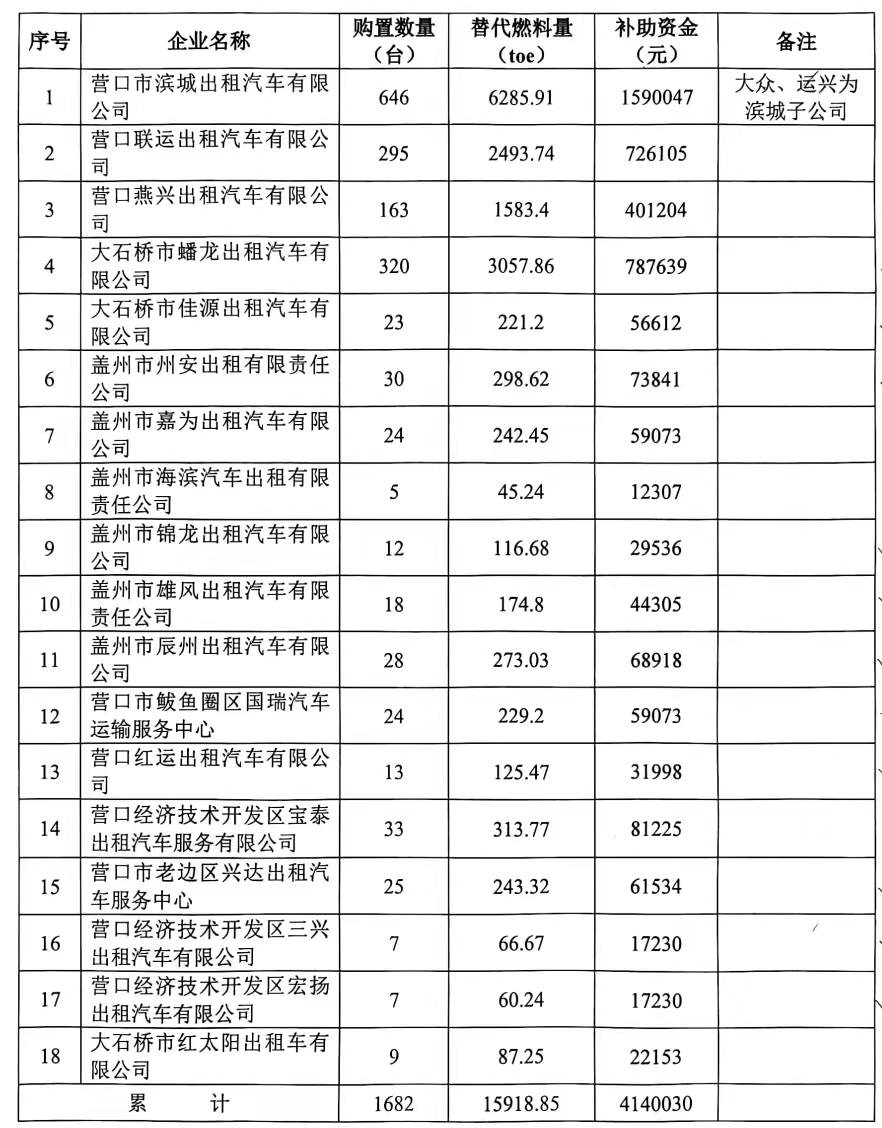 序号 企业名称 购置数量（台） 替代燃料量（toe） 补助资金（元） 备注
1 营口市滨城出租汽车有限公司 646 6285.91 1590047 大众、运兴为滨城子公司
2 营口联运出租汽车有限公司 295 2493.74 726105
3 营口燕兴出租汽车有限公司 163 1583.4 401204
4 大石桥市蟠龙出租汽车有限公司 320 3057.86 787639
5 大石桥市佳源出租汽车有限公司 23 221.2 56612
6 盖州市州安出租有限责任公司 30 298.62 73841
7 盖州市嘉为出租汽车有限公司 24 242.45 59073
8 盖州市海滨汽车出租有限责任公司 5 45.24 12307
9 盖州市锦龙出租汽车有限公司 12 116.68 29536
10 盖州市雄风出租汽车有限责任公司 18 174.8 44305
11 盖州市辰州出租汽车有限公司 28 273.03 68918
12 营口市鲅鱼圈区国瑞汽车运输服务中心 24 229.2 59073
13 营口红运出租汽车有限公司 13 125.47 31998
14 营口经济技术开发区宝泰出租汽车服务有限公司 33 313.77 81225
15 营口市老边区兴达出租汽车服务中心 25 243.32 61534
16 营口经济技术开发区三兴出租汽车有限公司 7 66.67 17230
17 营口经济技术开发区宏扬出租汽车有限公司 7 60.24 17230
18 大石桥市红太阳出租车有限公司 9 87.25 22153
累 计 1682 15918.85 4140030